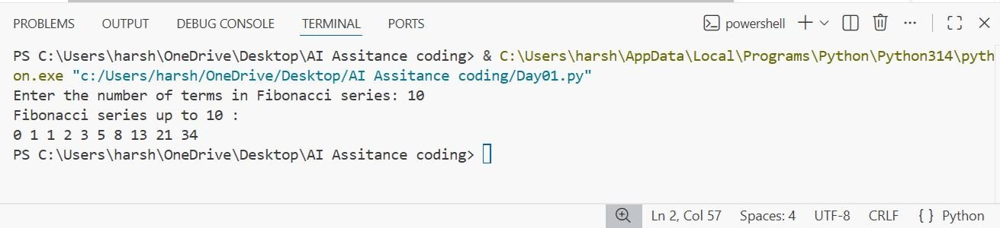 PROBLEMS OUTPUT DEBUG CONSOLE TERMINAL PORTS powershell
PS C:\Users\harsh\OneDrive\Desktop\AI Assitance coding> & C:\Users\harsh\AppData\Local\Programs\Python\Python314\pyth
on.exe "c:/Users/harsh/OneDrive/Desktop/AI Assitance coding/Day01.py"
Enter the number of terms in Fibonacci series: 10
Fibonacci series up to 10 :
0 1 1 2 3 5 8 13 21 34
PS C:\Users\harsh\OneDrive\Desktop\AI Assitance coding>
Ln 2, Col 57 Spaces: 4 UTF-8 CRLF { } Python